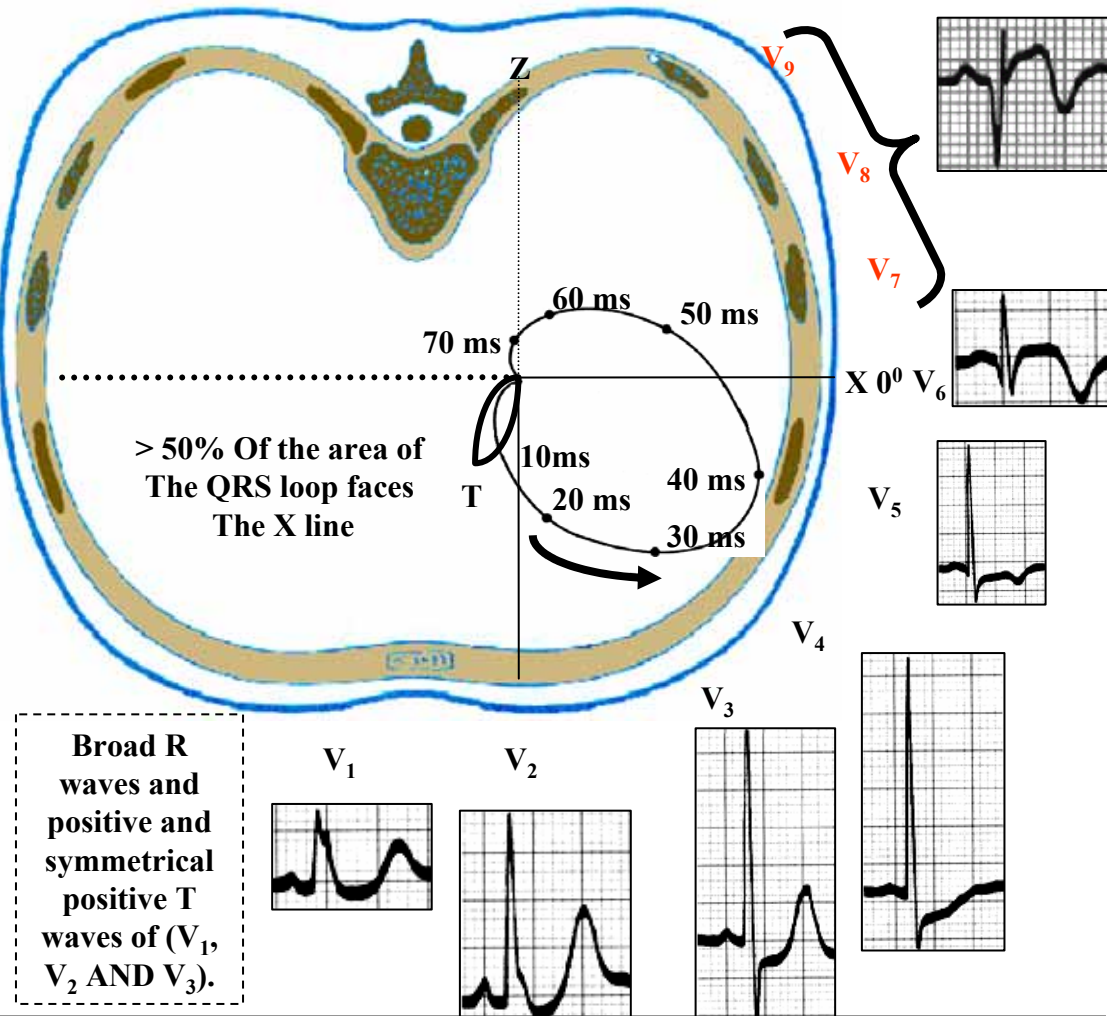 Z
V9
V8
V7
60 ms
50 ms
70 ms
X 0⁰ V6
> 50% Of the area of
The QRS loop faces
The X line
10ms
T
20 ms
40 ms
30 ms
V5
V4
V3
V1
V2
Broad R
waves and
positive and
symmetrical
positive T
waves of (V1,
V2 AND V3).